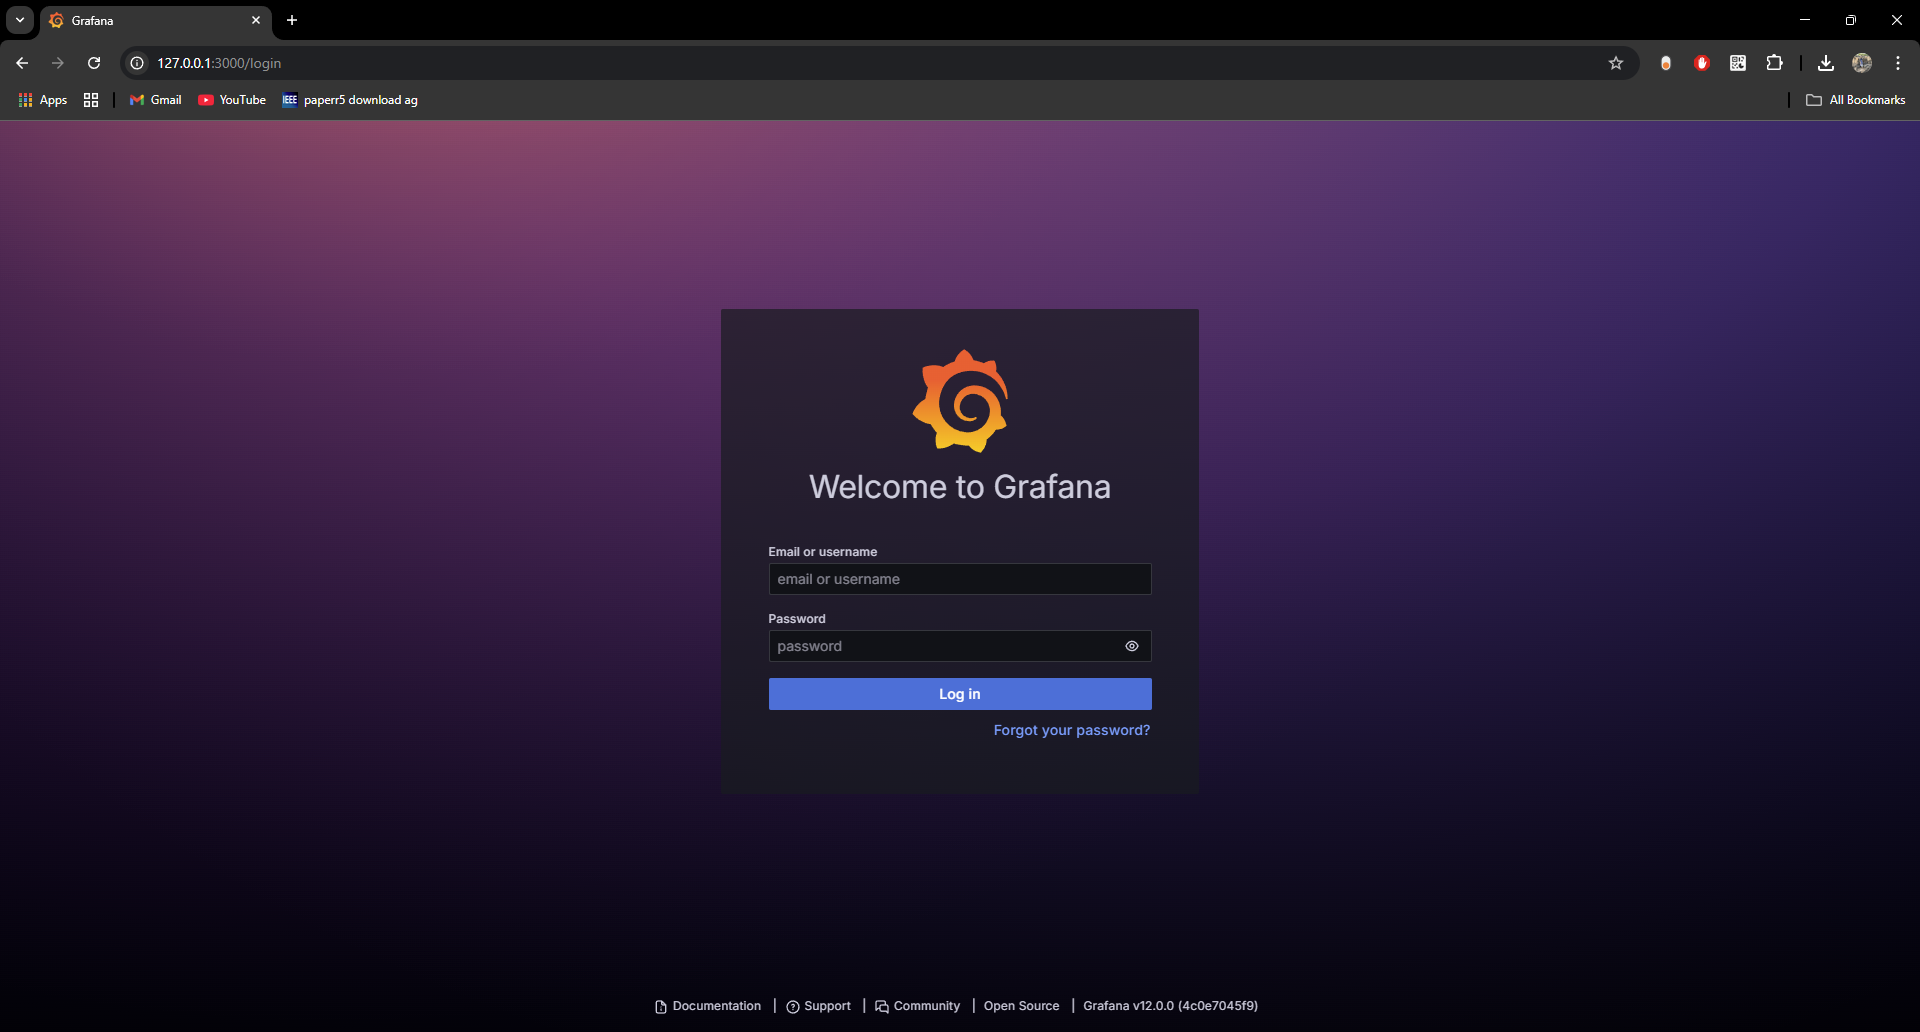 Grafana
127.0.0.1:3000/login
Apps
Gmail
YouTube
IEEE paperr5 download ag
All Bookmarks
Welcome to Grafana
Email or username
email or username
Password
password
Log in
Forgot your password?
Documentation | Support | Community | Open Source | Grafana v12.0.0 (4c0e7045f9)